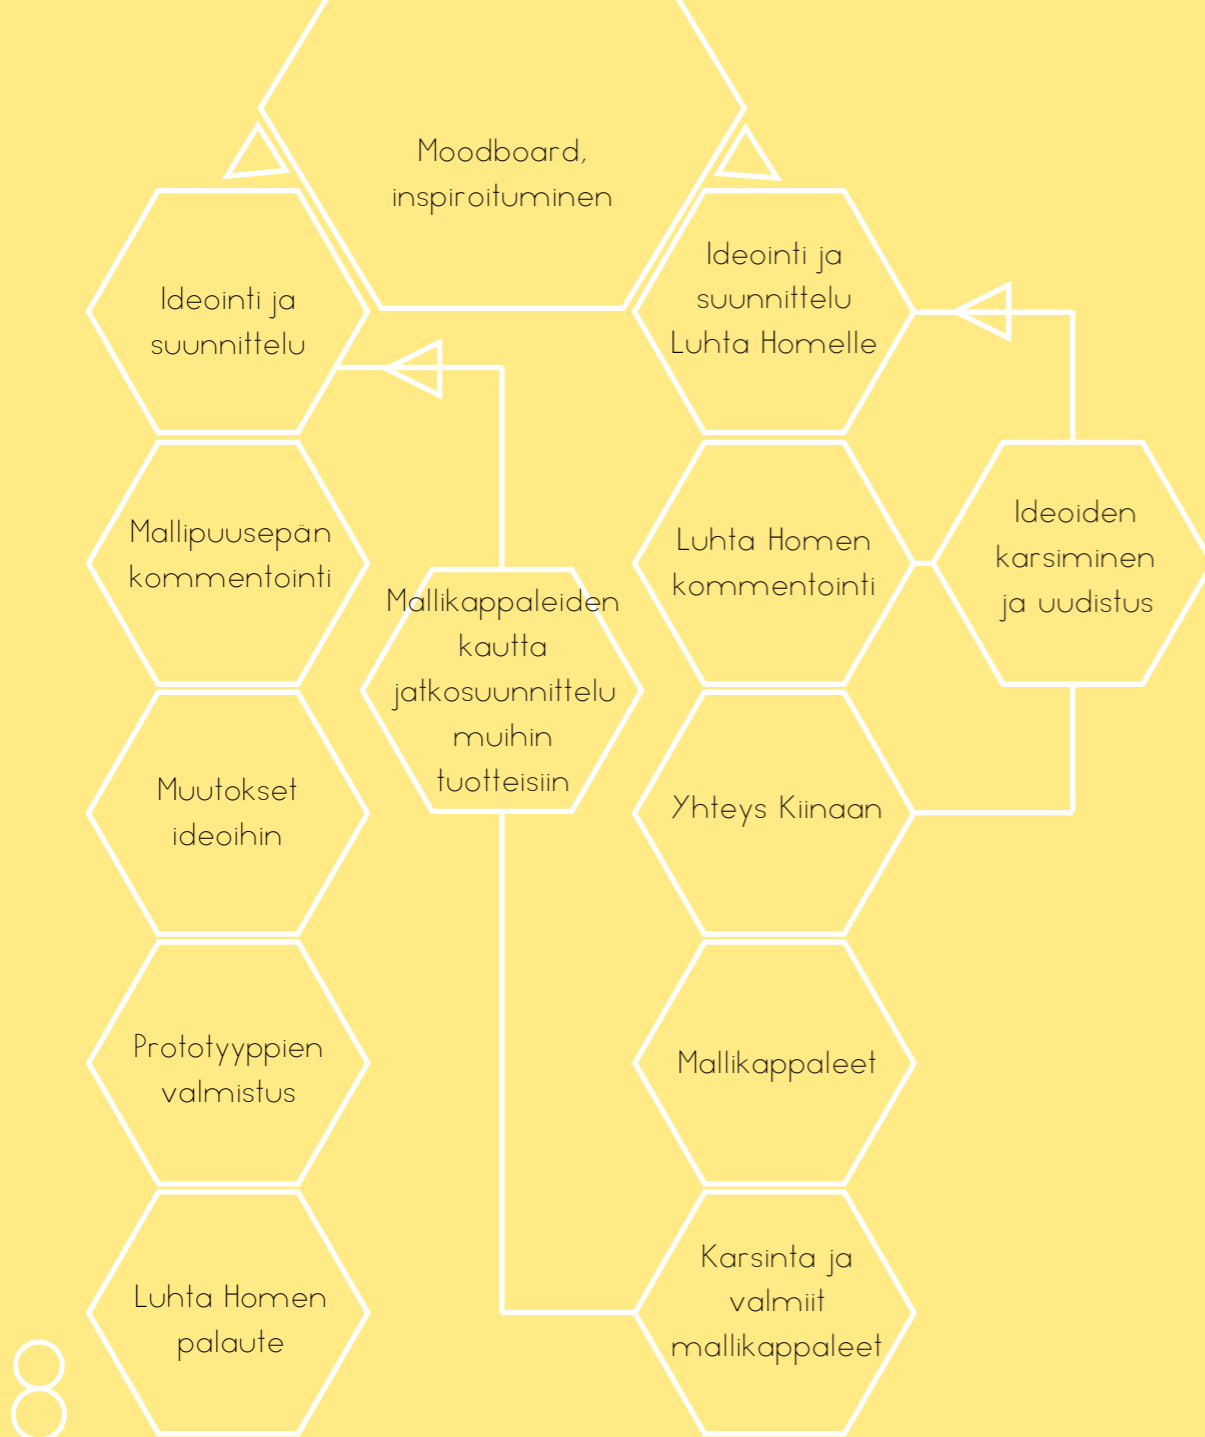 Moodboard,
inspiroituminen
Ideointi ja
suunnittelu
Mallipuusepän
kommentointi
Muutokset
ideoihin
Prototyyppien
valmistus
Luhta Homen
palaute
Mallikappaleiden
kautta
jatkosuunnittelu
muihin
tuotteisiin
Ideointi ja
suunnittelu
Luhta Homelle
Luhta Homen
kommentointi
Yhteys Kiinaan
Mallikappaleet
Karsinta ja
valmiit
mallikappaleet
Ideoiden
karsiminen
ja uudistus
8